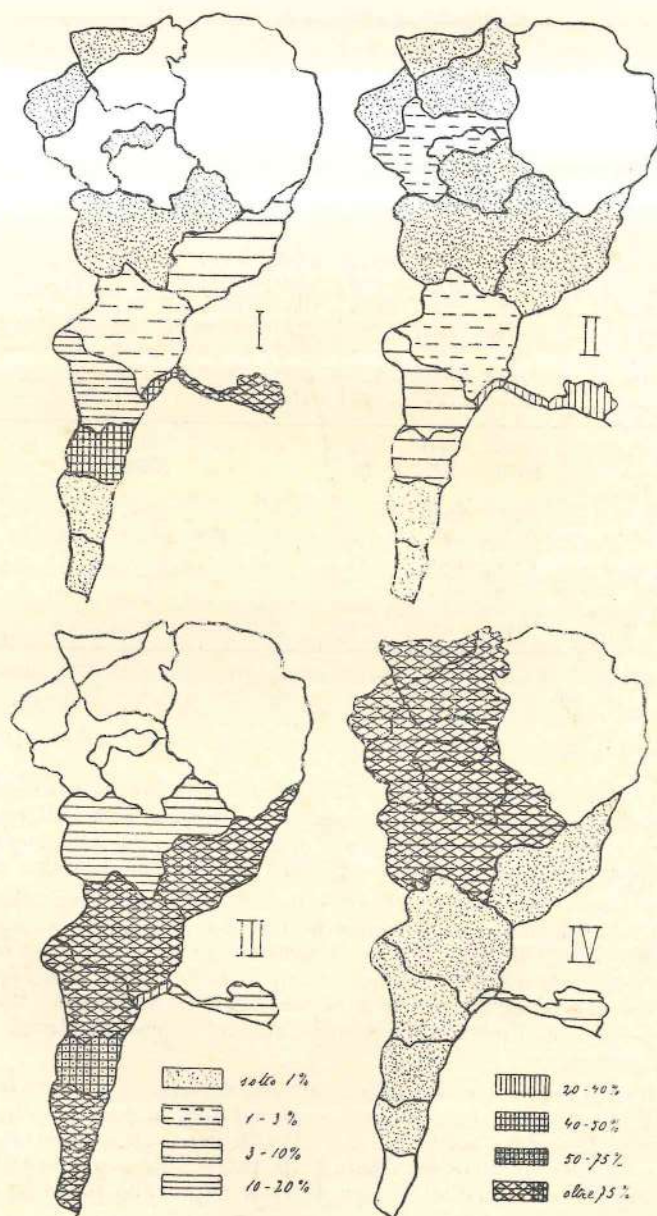 I
II
III
IV
sotto 1%
1-3%
3-10%
10-20%
20-40%
40-50%
50-75%
oltre 75%